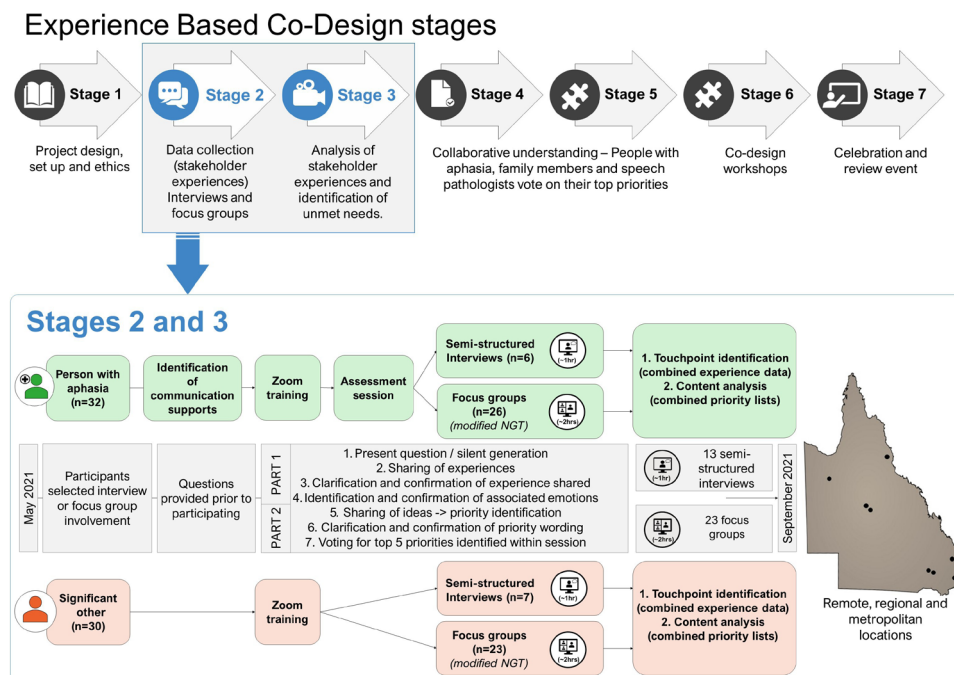 Experience Based Co-Design stages
Stage 1
Stage 2
Stage 3
Stage 4
Stage 5
Stage 6
Stage 7
Project design,
set up and ethics
Data collection
(stakeholder
experiences)
Interviews and
focus groups
Analysis of
stakeholder
experiences and
identification of
unmet needs.
Collaborative understanding – People with
aphasia, family members and speech
pathologists vote on their top priorities
Co-design
workshops
Celebration and
review event
Stages 2 and 3
Person with
aphasia
(n=32)
Identification
of
communication
supports
Zoom
training
Assessment
session
Semi-structured
Interviews (n=6)
(~1hr)
Focus groups
(n=26)
(modified NGT)
(~2hrs)
1. Touchpoint identification
(combined experience data)
2. Content analysis
(combined priority lists)
May 2021
Participants
selected interview
or focus group
involvement
Questions
provided prior to
participating
PART 1
PART 2
1. Present question / silent generation
2. Sharing of experiences
3. Clarification and confirmation of experience shared
4. Identification and confirmation of associated emotions
5. Sharing of ideas -> priority identification
6. Clarification and confirmation of priority wording
7. Voting for top 5 priorities identified within session
(~1hr)
13 semi-
structured
interviews
(~2hrs)
23 focus
groups
September 2021
Significant
other
(n=30)
Zoom
training
Semi-structured
Interviews (n=7)
(~1hr)
Focus groups
(n=23)
(modified NGT)
(~2hrs)
1. Touchpoint identification
(combined experience data)
2. Content analysis
(combined priority lists)
Remote, regional and
metropolitan
locations